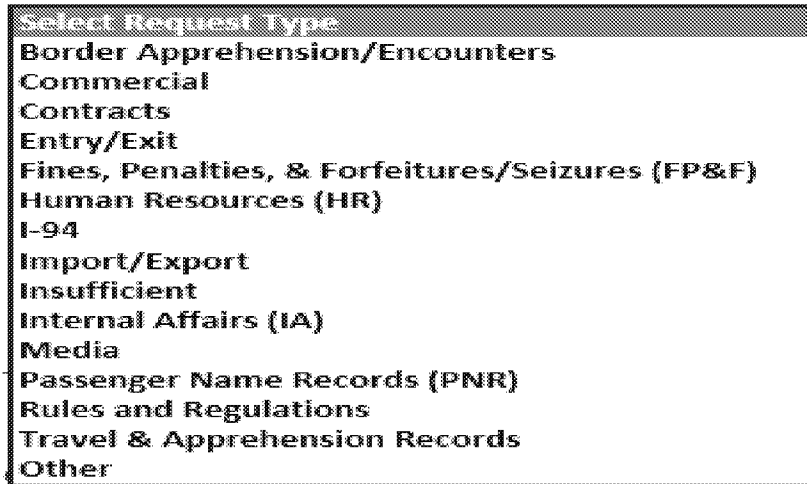 Select Request Type
Border Apprehension/Encounters
Commercial
Contracts
Entry/Exit
Fines, Penalties, & Forfeitures/Seizures (FP&F)
Human Resources (HR)
I-94
Import/Export
Insufficient
Internal Affairs (IA)
Media
Passenger Name Records (PNR)
Rules and Regulations
Travel & Apprehension Records
Other